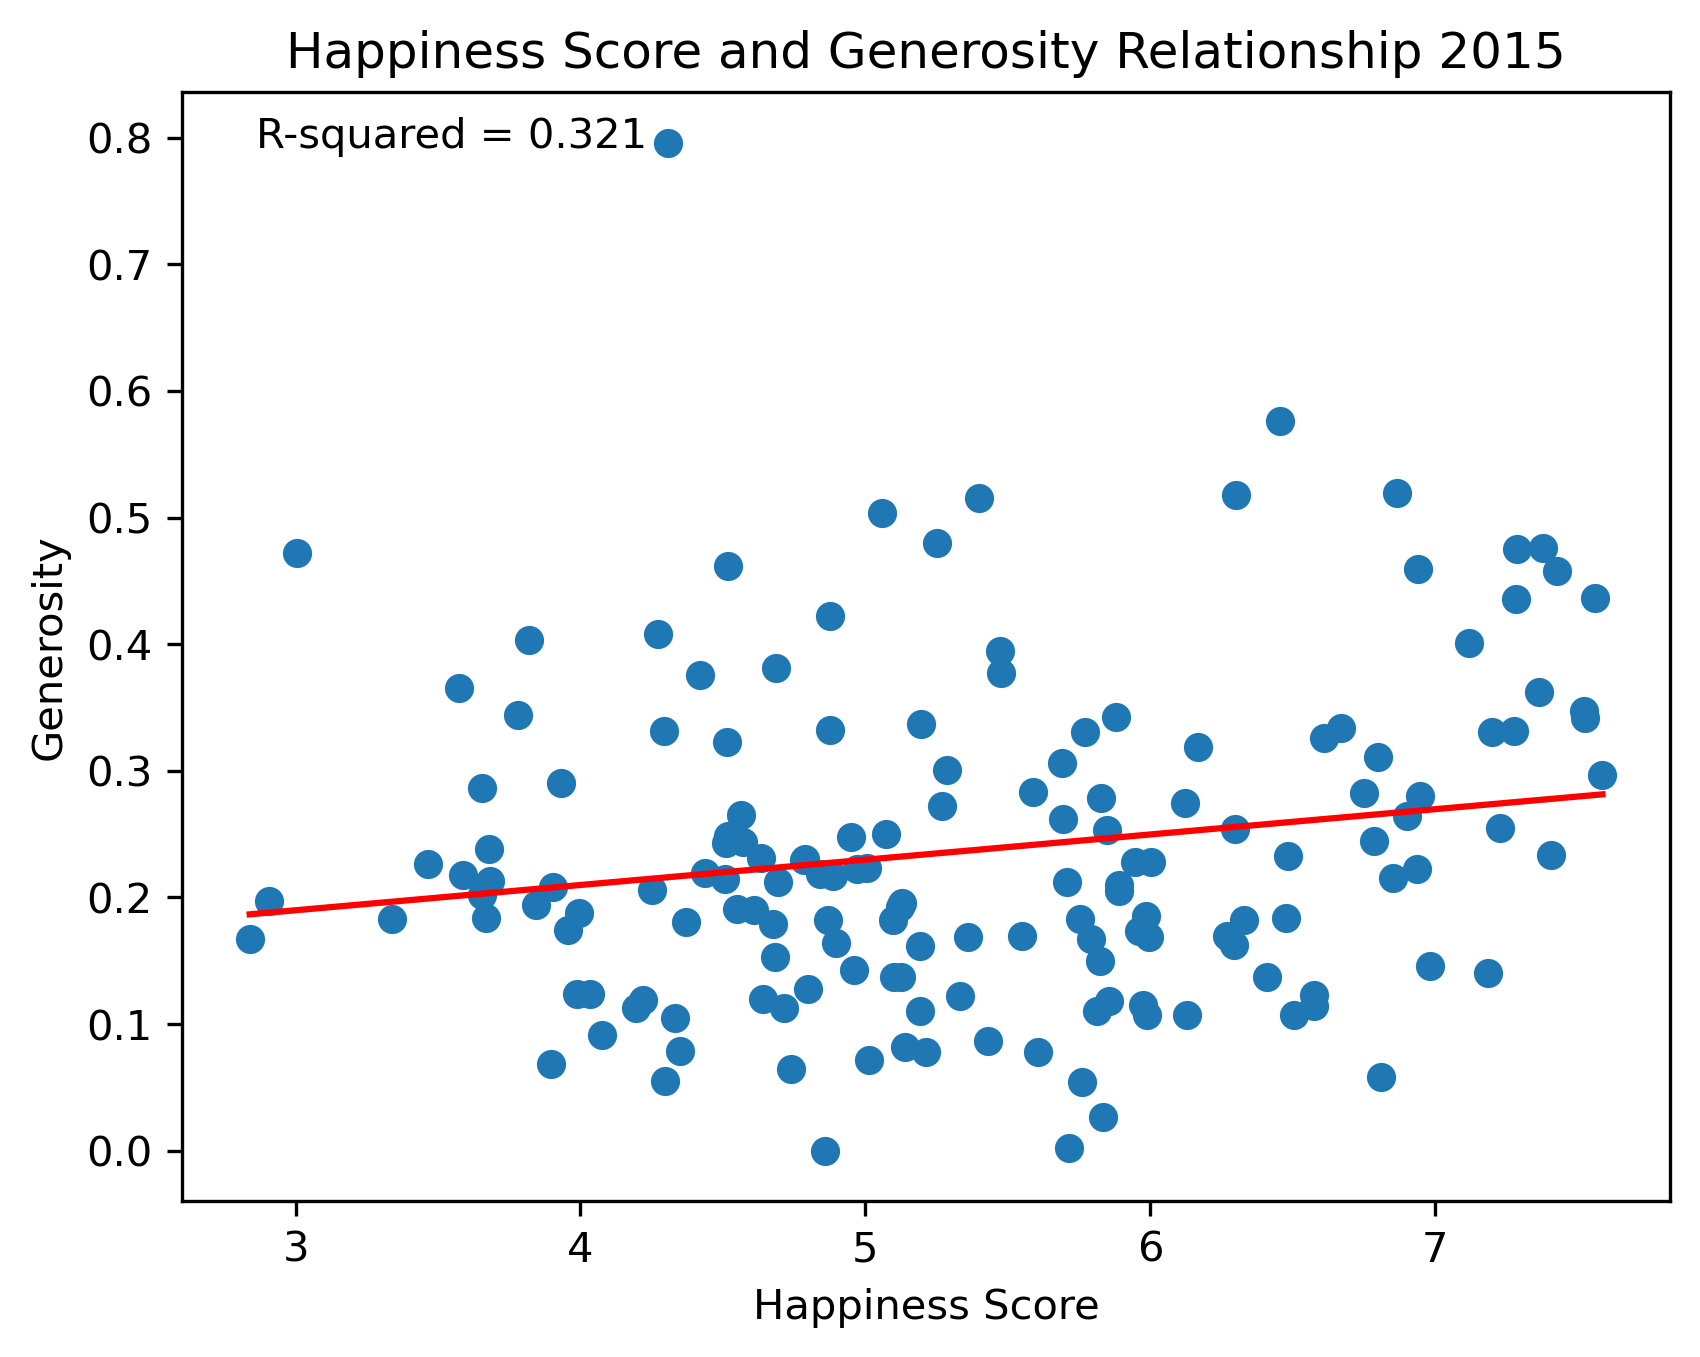 Happiness Score and Generosity Relationship 2015
R-squared = 0.321
0.8
0.7
0.6
0.5
0.4
0.3
0.2
0.1
0.0
Generosity
3 4 5 6 7
Happiness Score